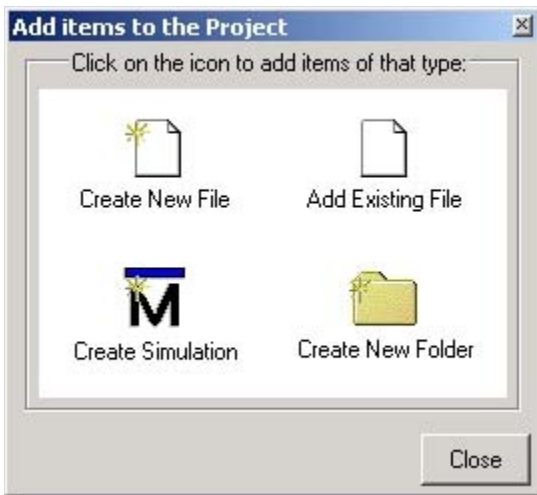 Add items to the Project
Click on the icon to add items of that type:
Create New File
Add Existing File
M
Create Simulation
Create New Folder
Close